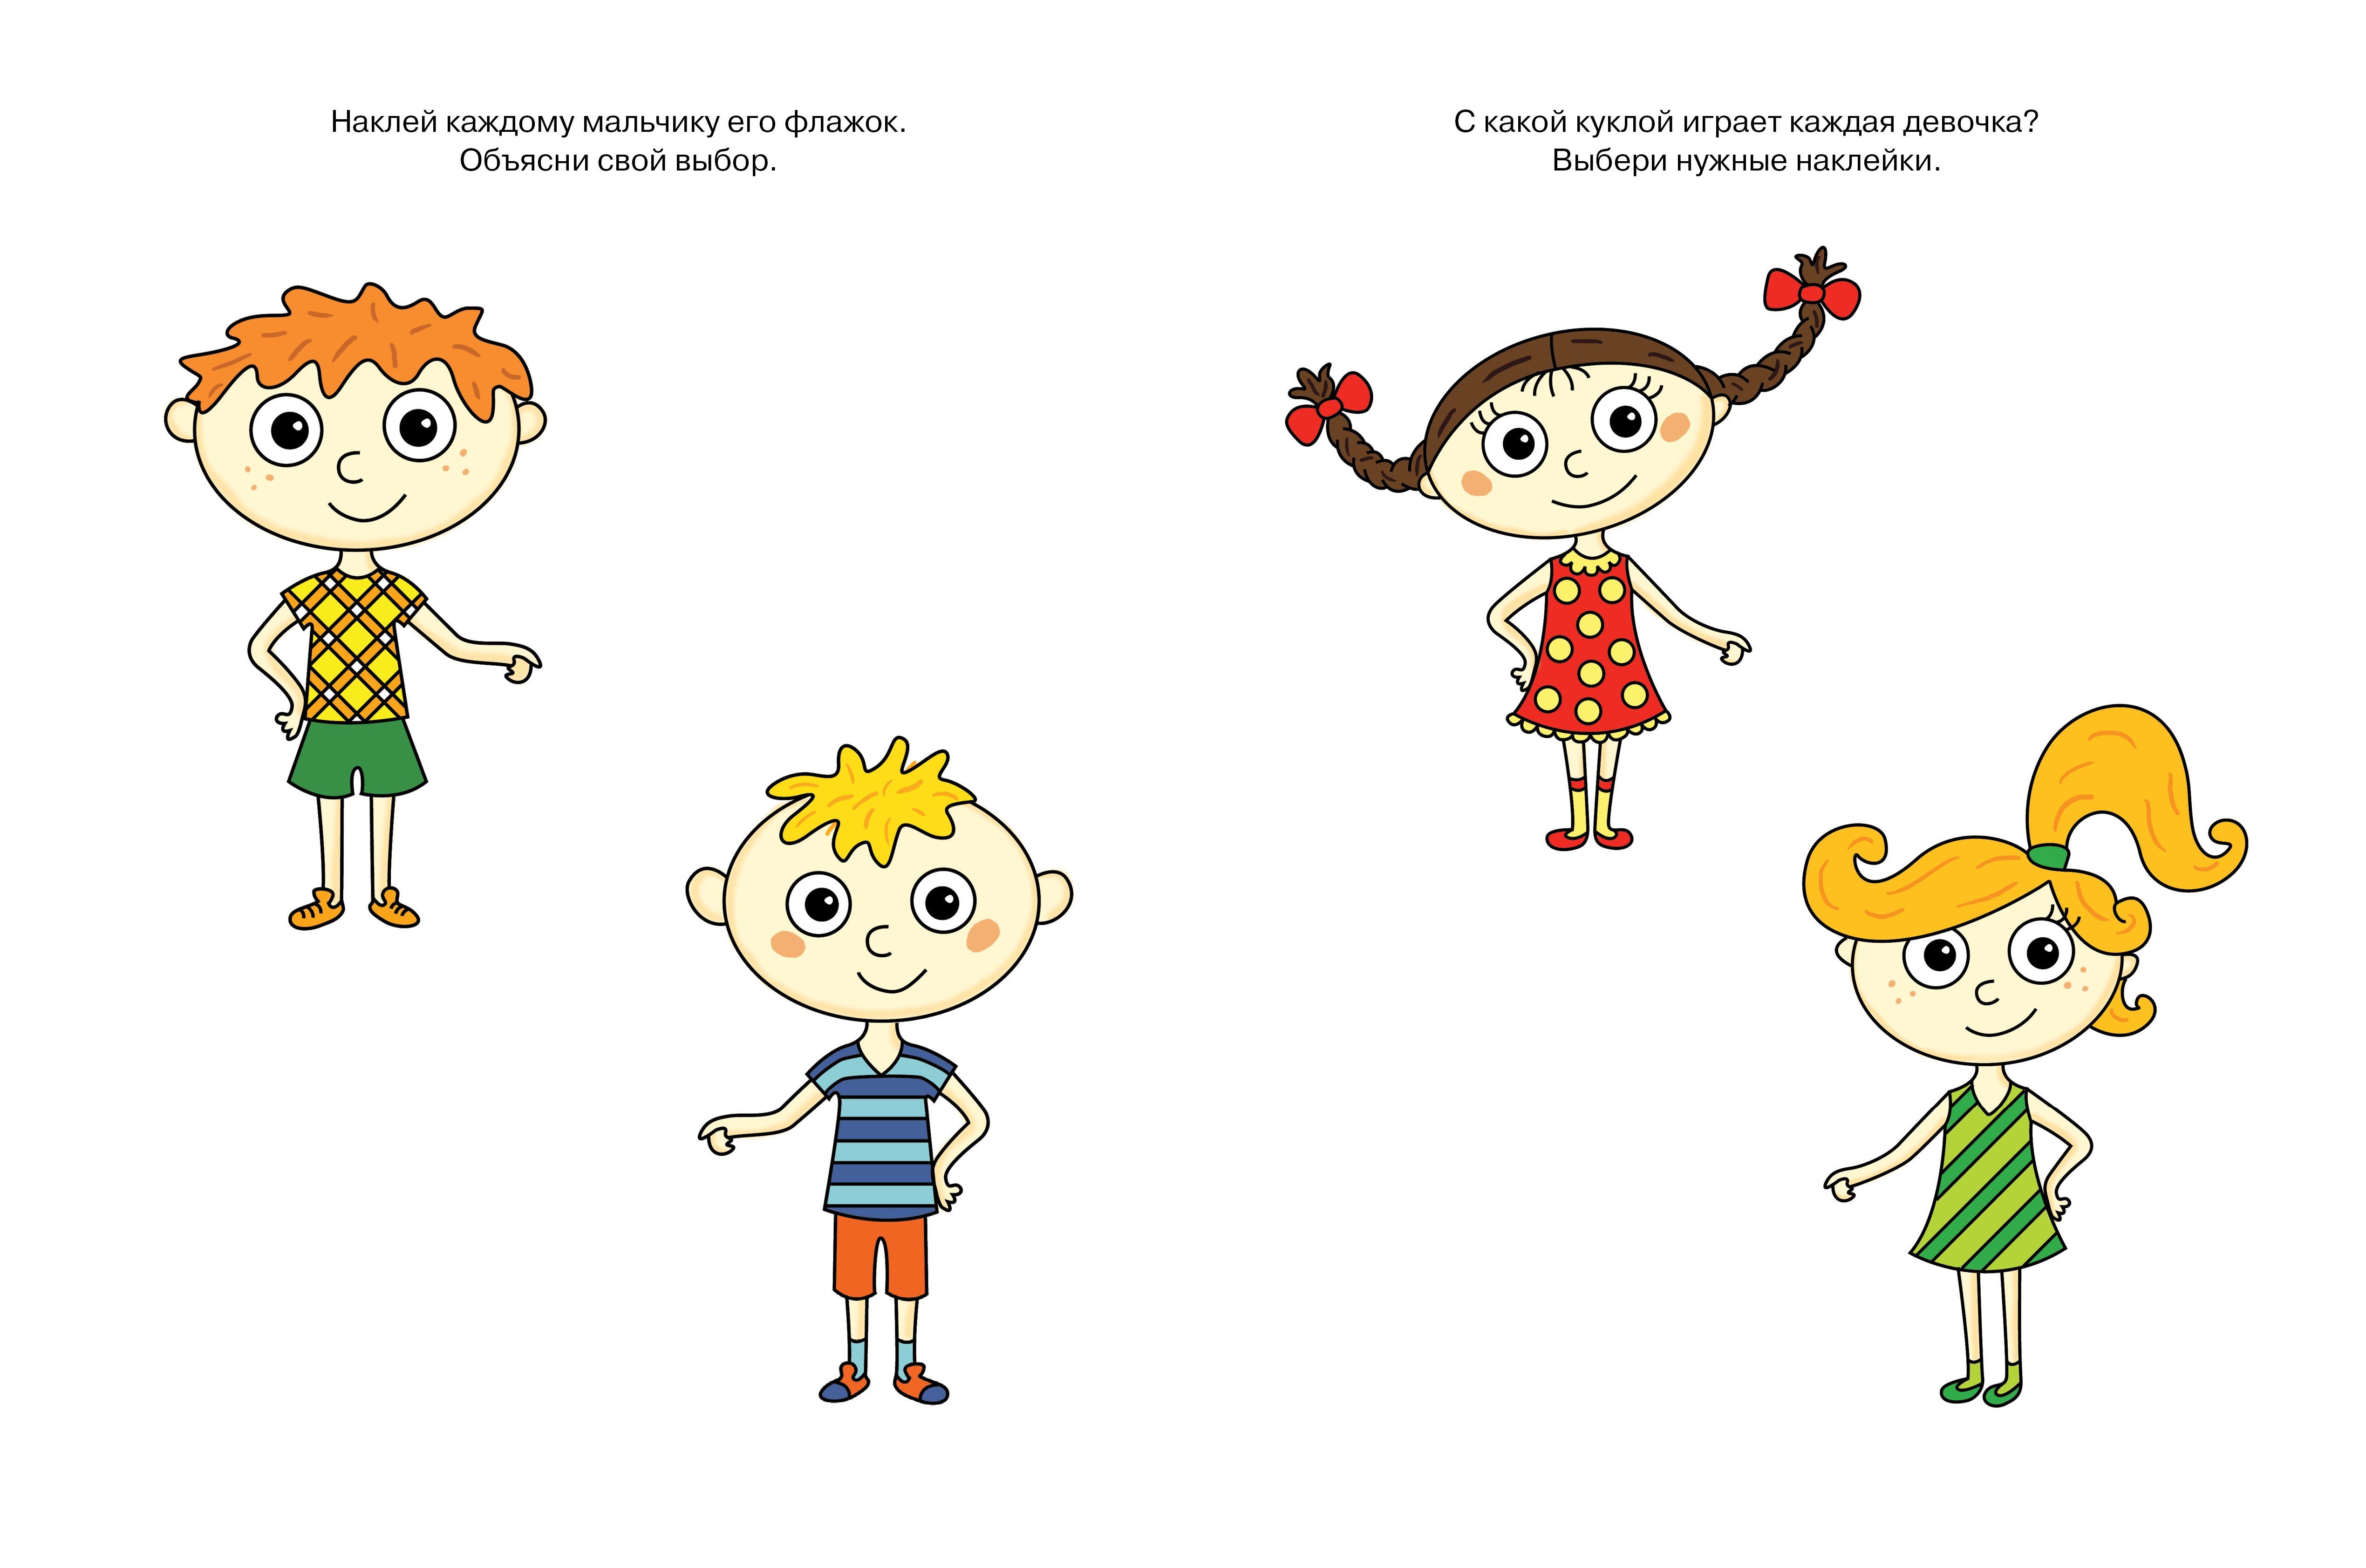 Наклей каждому мальчику его флажок.
Объясни свой выбор.
С какой куклой играет каждая девочка?
Выбери нужные наклейки.